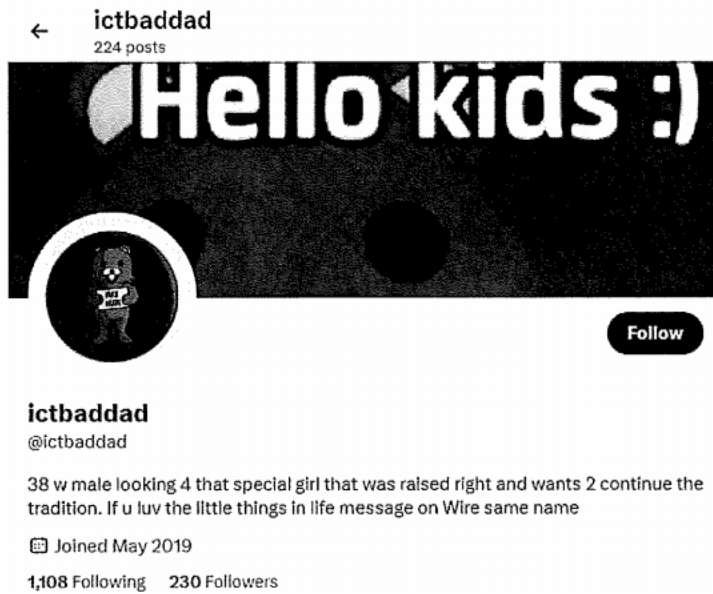 ictbaddad
224 posts
Hello kids :)
Follow
ictbaddad
@ictbaddad
38 w male looking 4 that special girl that was raised right and wants 2 continue the
tradition. If u luv the little things in life message on Wire same name
Joined May 2019
1,108 Following 230 Followers